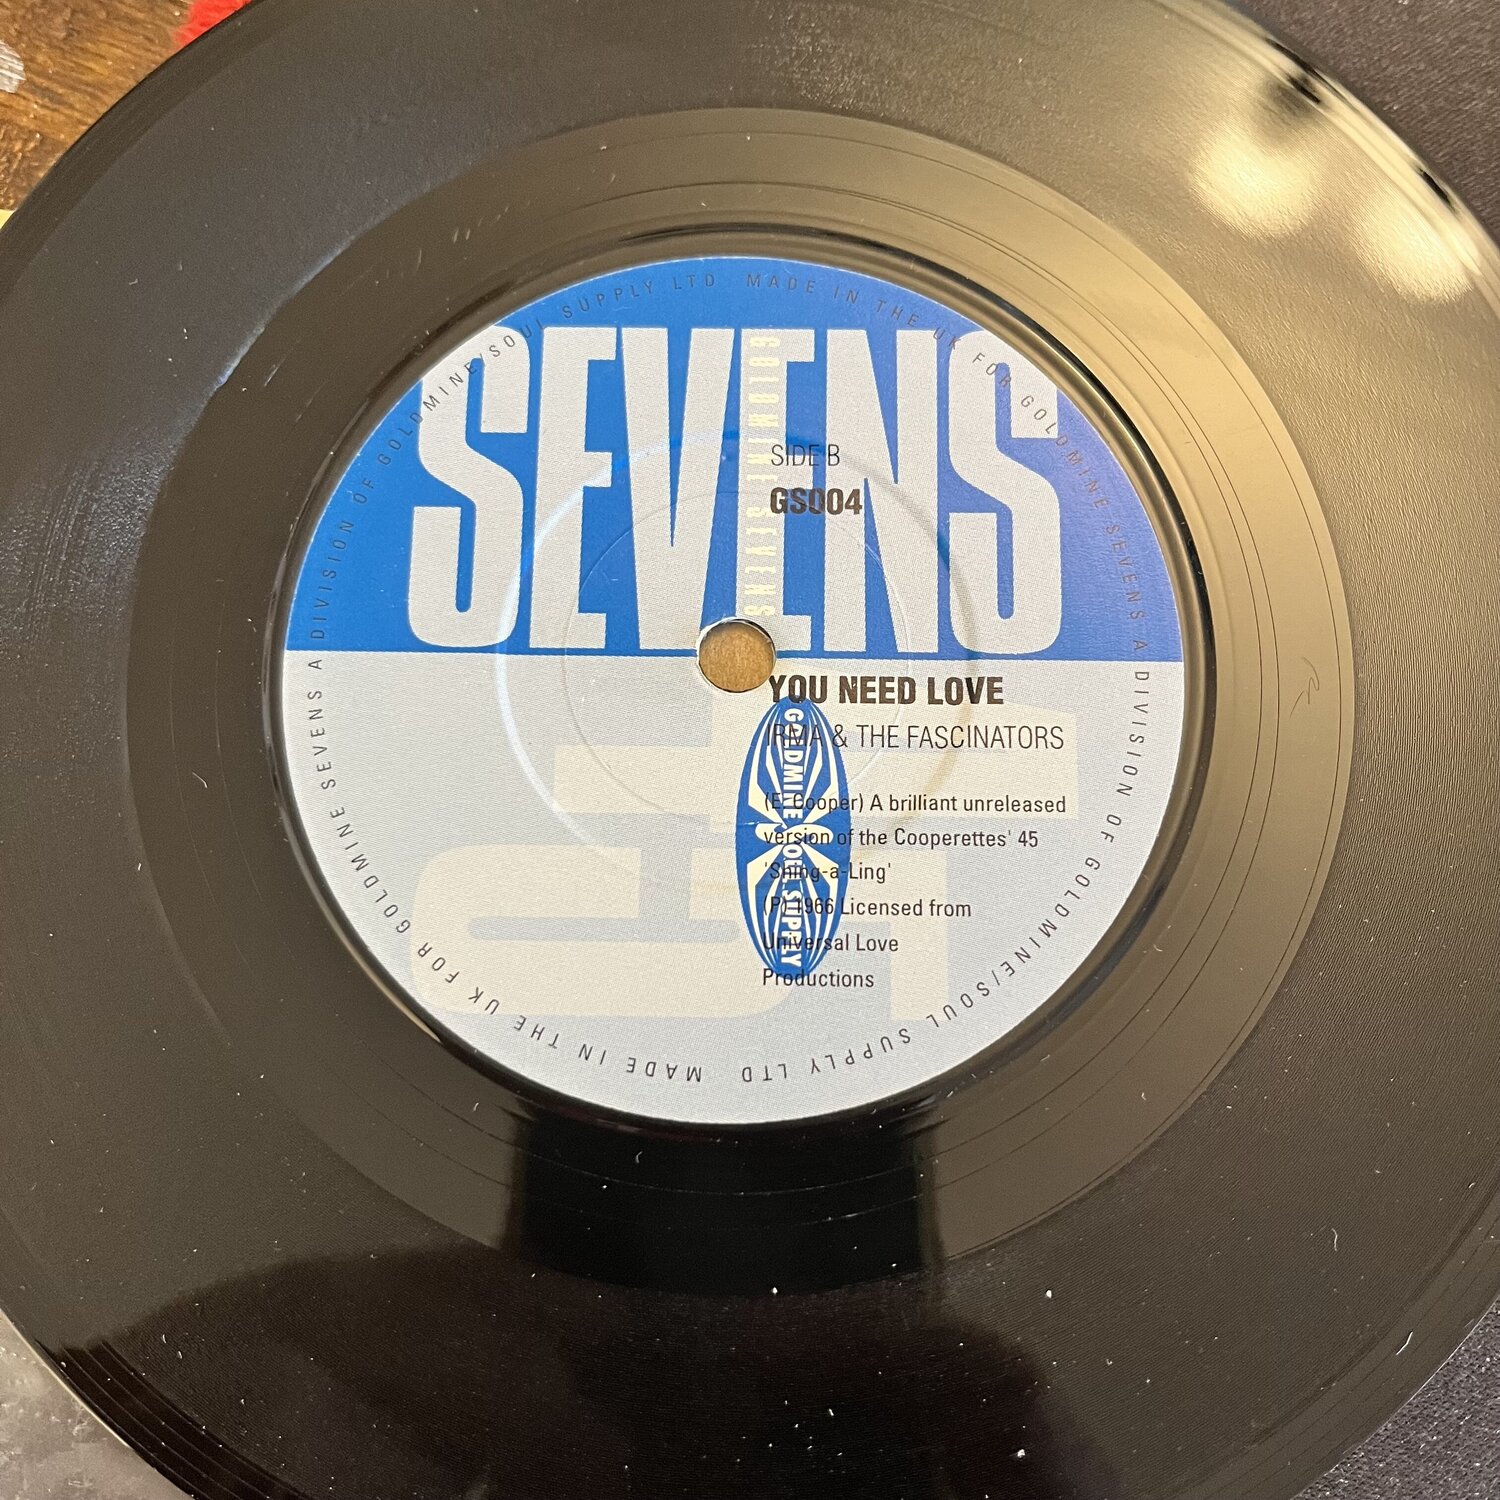 MADE IN THE UK FOR GOLDMINE SEVENS A DIVISION OF GOLDMINE/SOUL SUPPLY LTD
MADE IN THE UK FOR GOLDMINE SEVENS A DIVISION OF GOLDMINE/SOUL SUPPLY LTD
SEVENS
GOLDMINE SEVENS
SIDE B
GS004
YOU NEED LOVE
IRMA & THE FASCINATORS
GOLDMINE SOUL SUPPLY
(E. Cooper) A brilliant unreleased
version of the Cooperettes' 45
'Shing-a-Ling'
(P) 1966 Licensed from
Universal Love
Productions